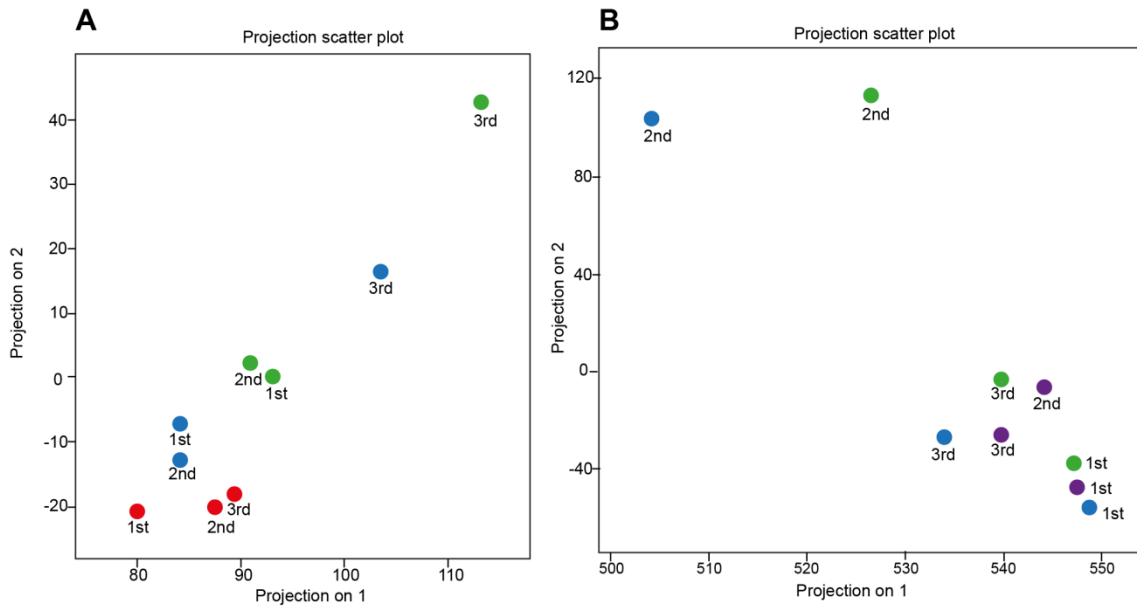 A
Projection scatter plot
40
30
20
10
0
-10
-20
80
90
100
110
Projection on 2
Projection on 1
3rd
3rd
2nd
1st
1st
2nd
3rd
1st
2nd
B
Projection scatter plot
120
80
40
0
-40
500
510
520
530
540
550
Projection on 2
Projection on 1
2nd
2nd
3rd
2nd
3rd
3rd
1st
1st
1st